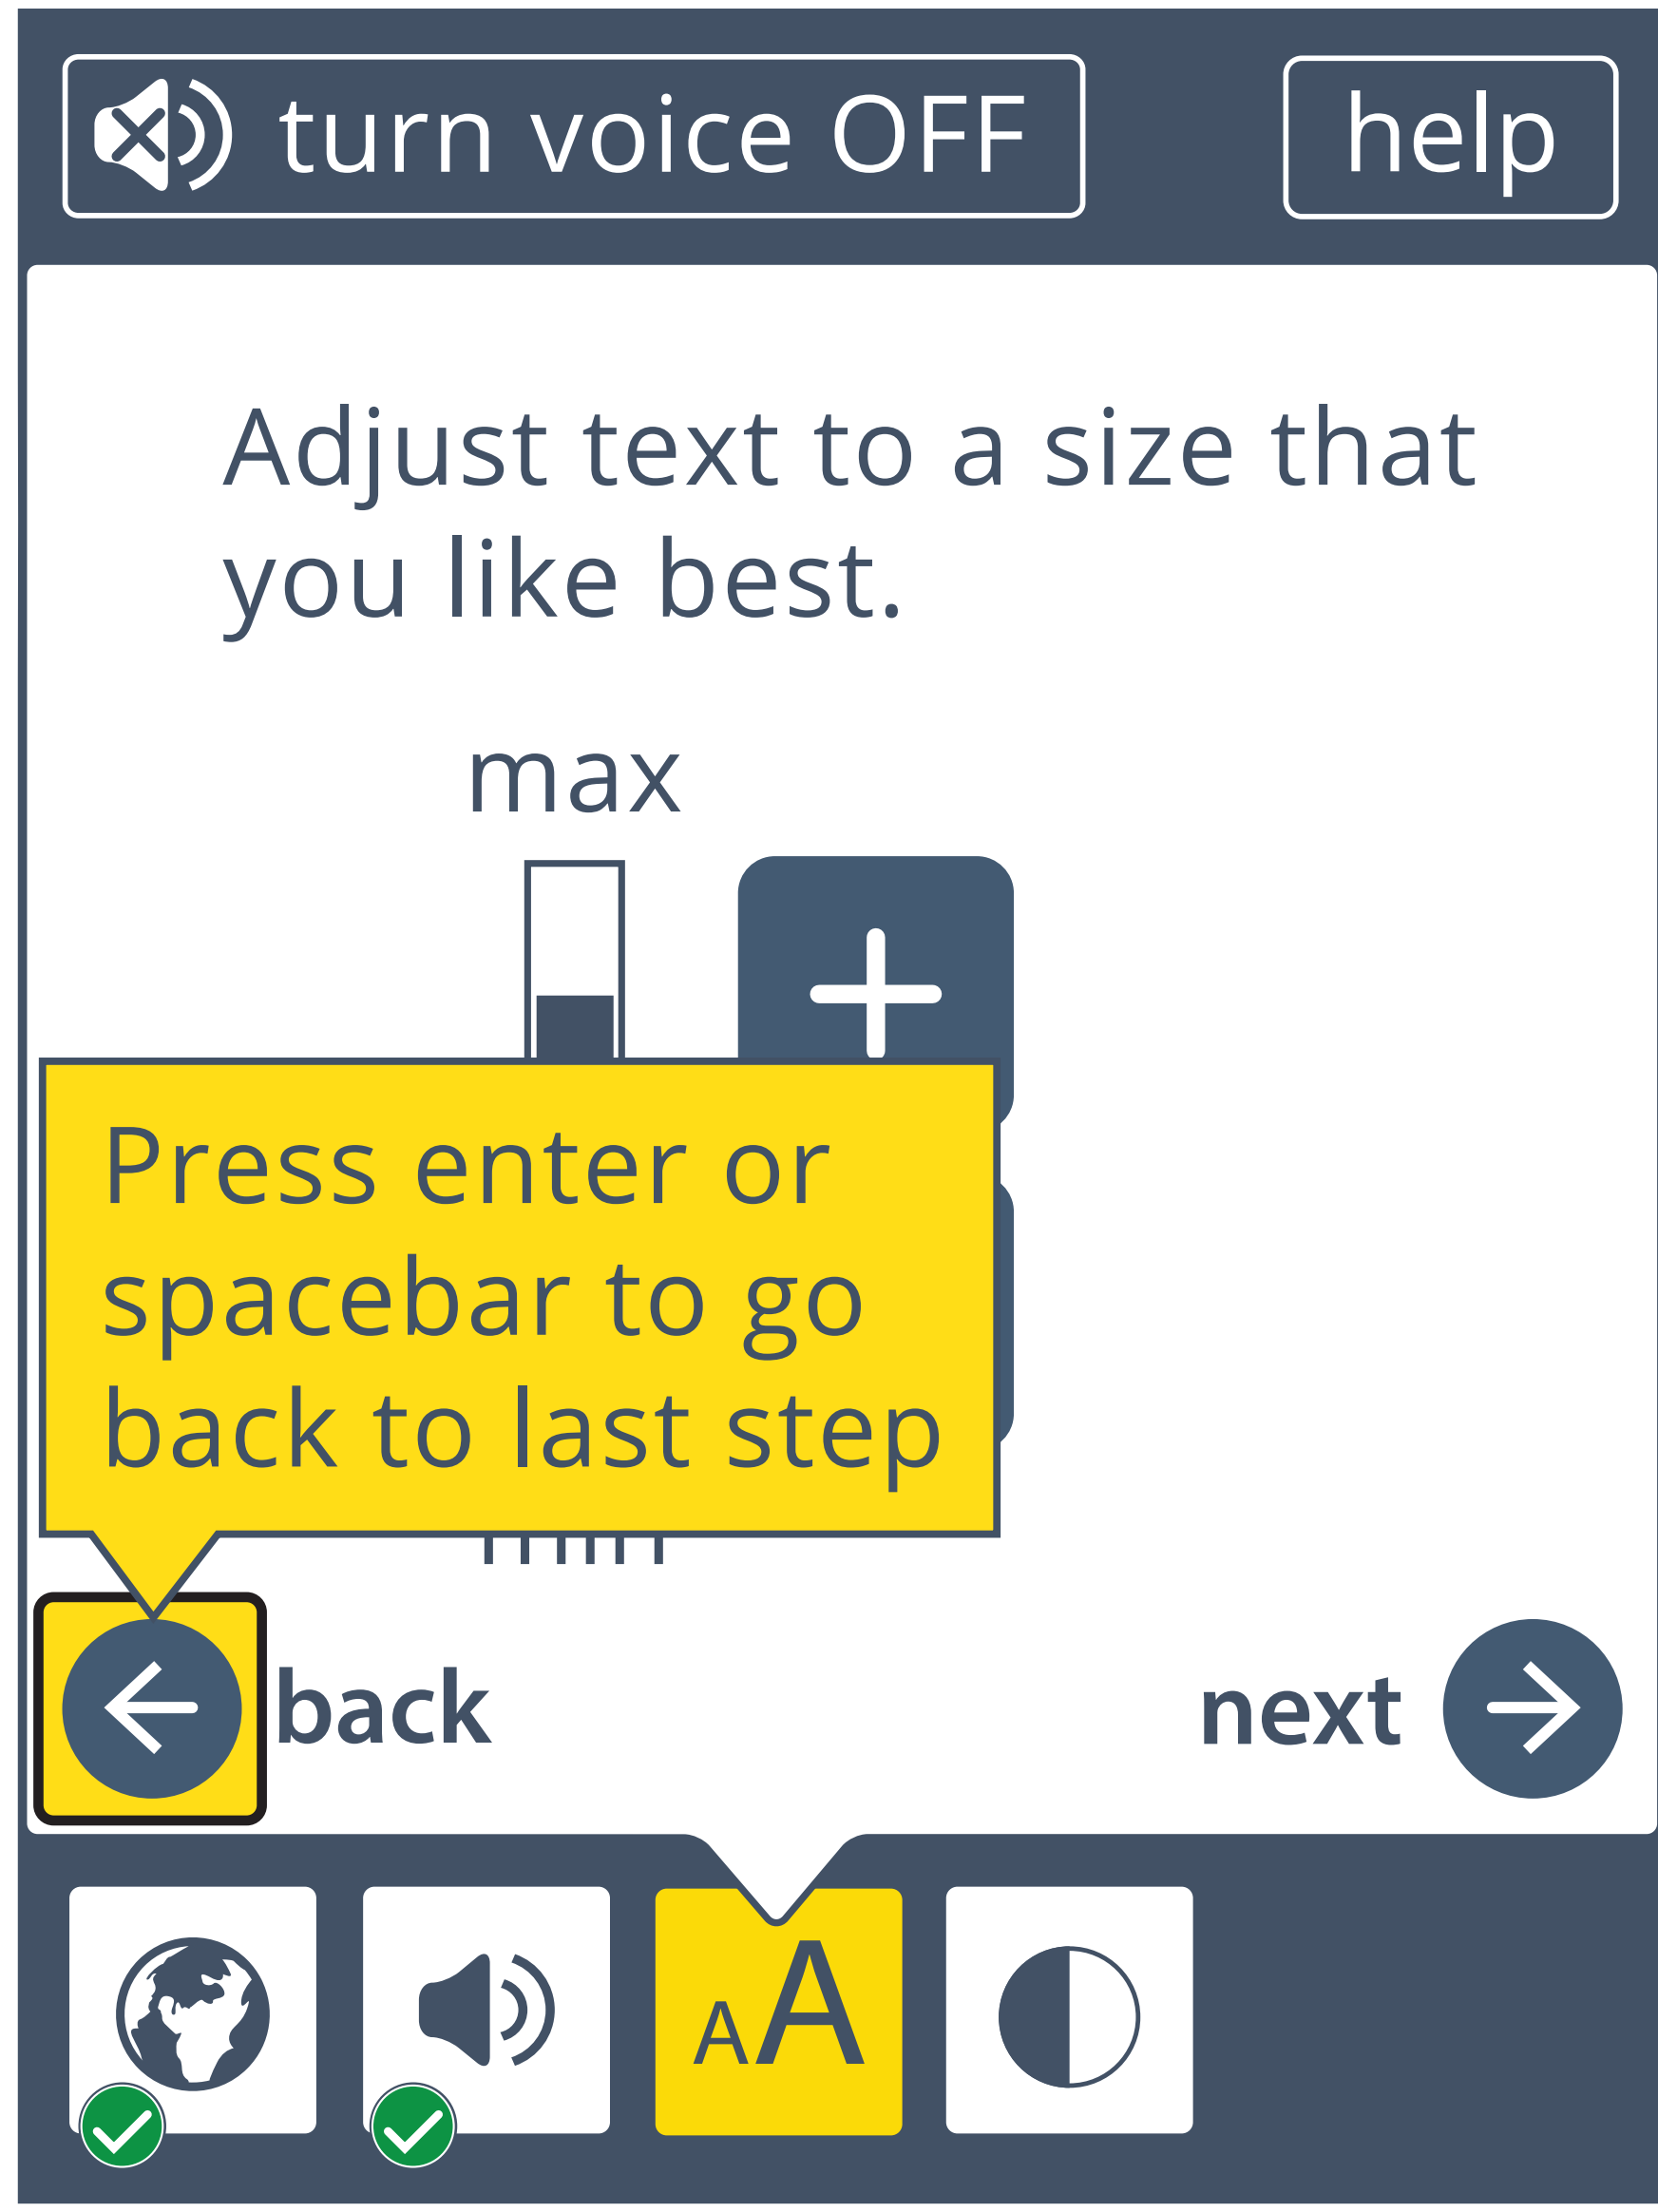 turn voice OFF
help
Adjust text to a size that
you like best.
max
Press enter or
spacebar to go
back to last step
back
next
AA